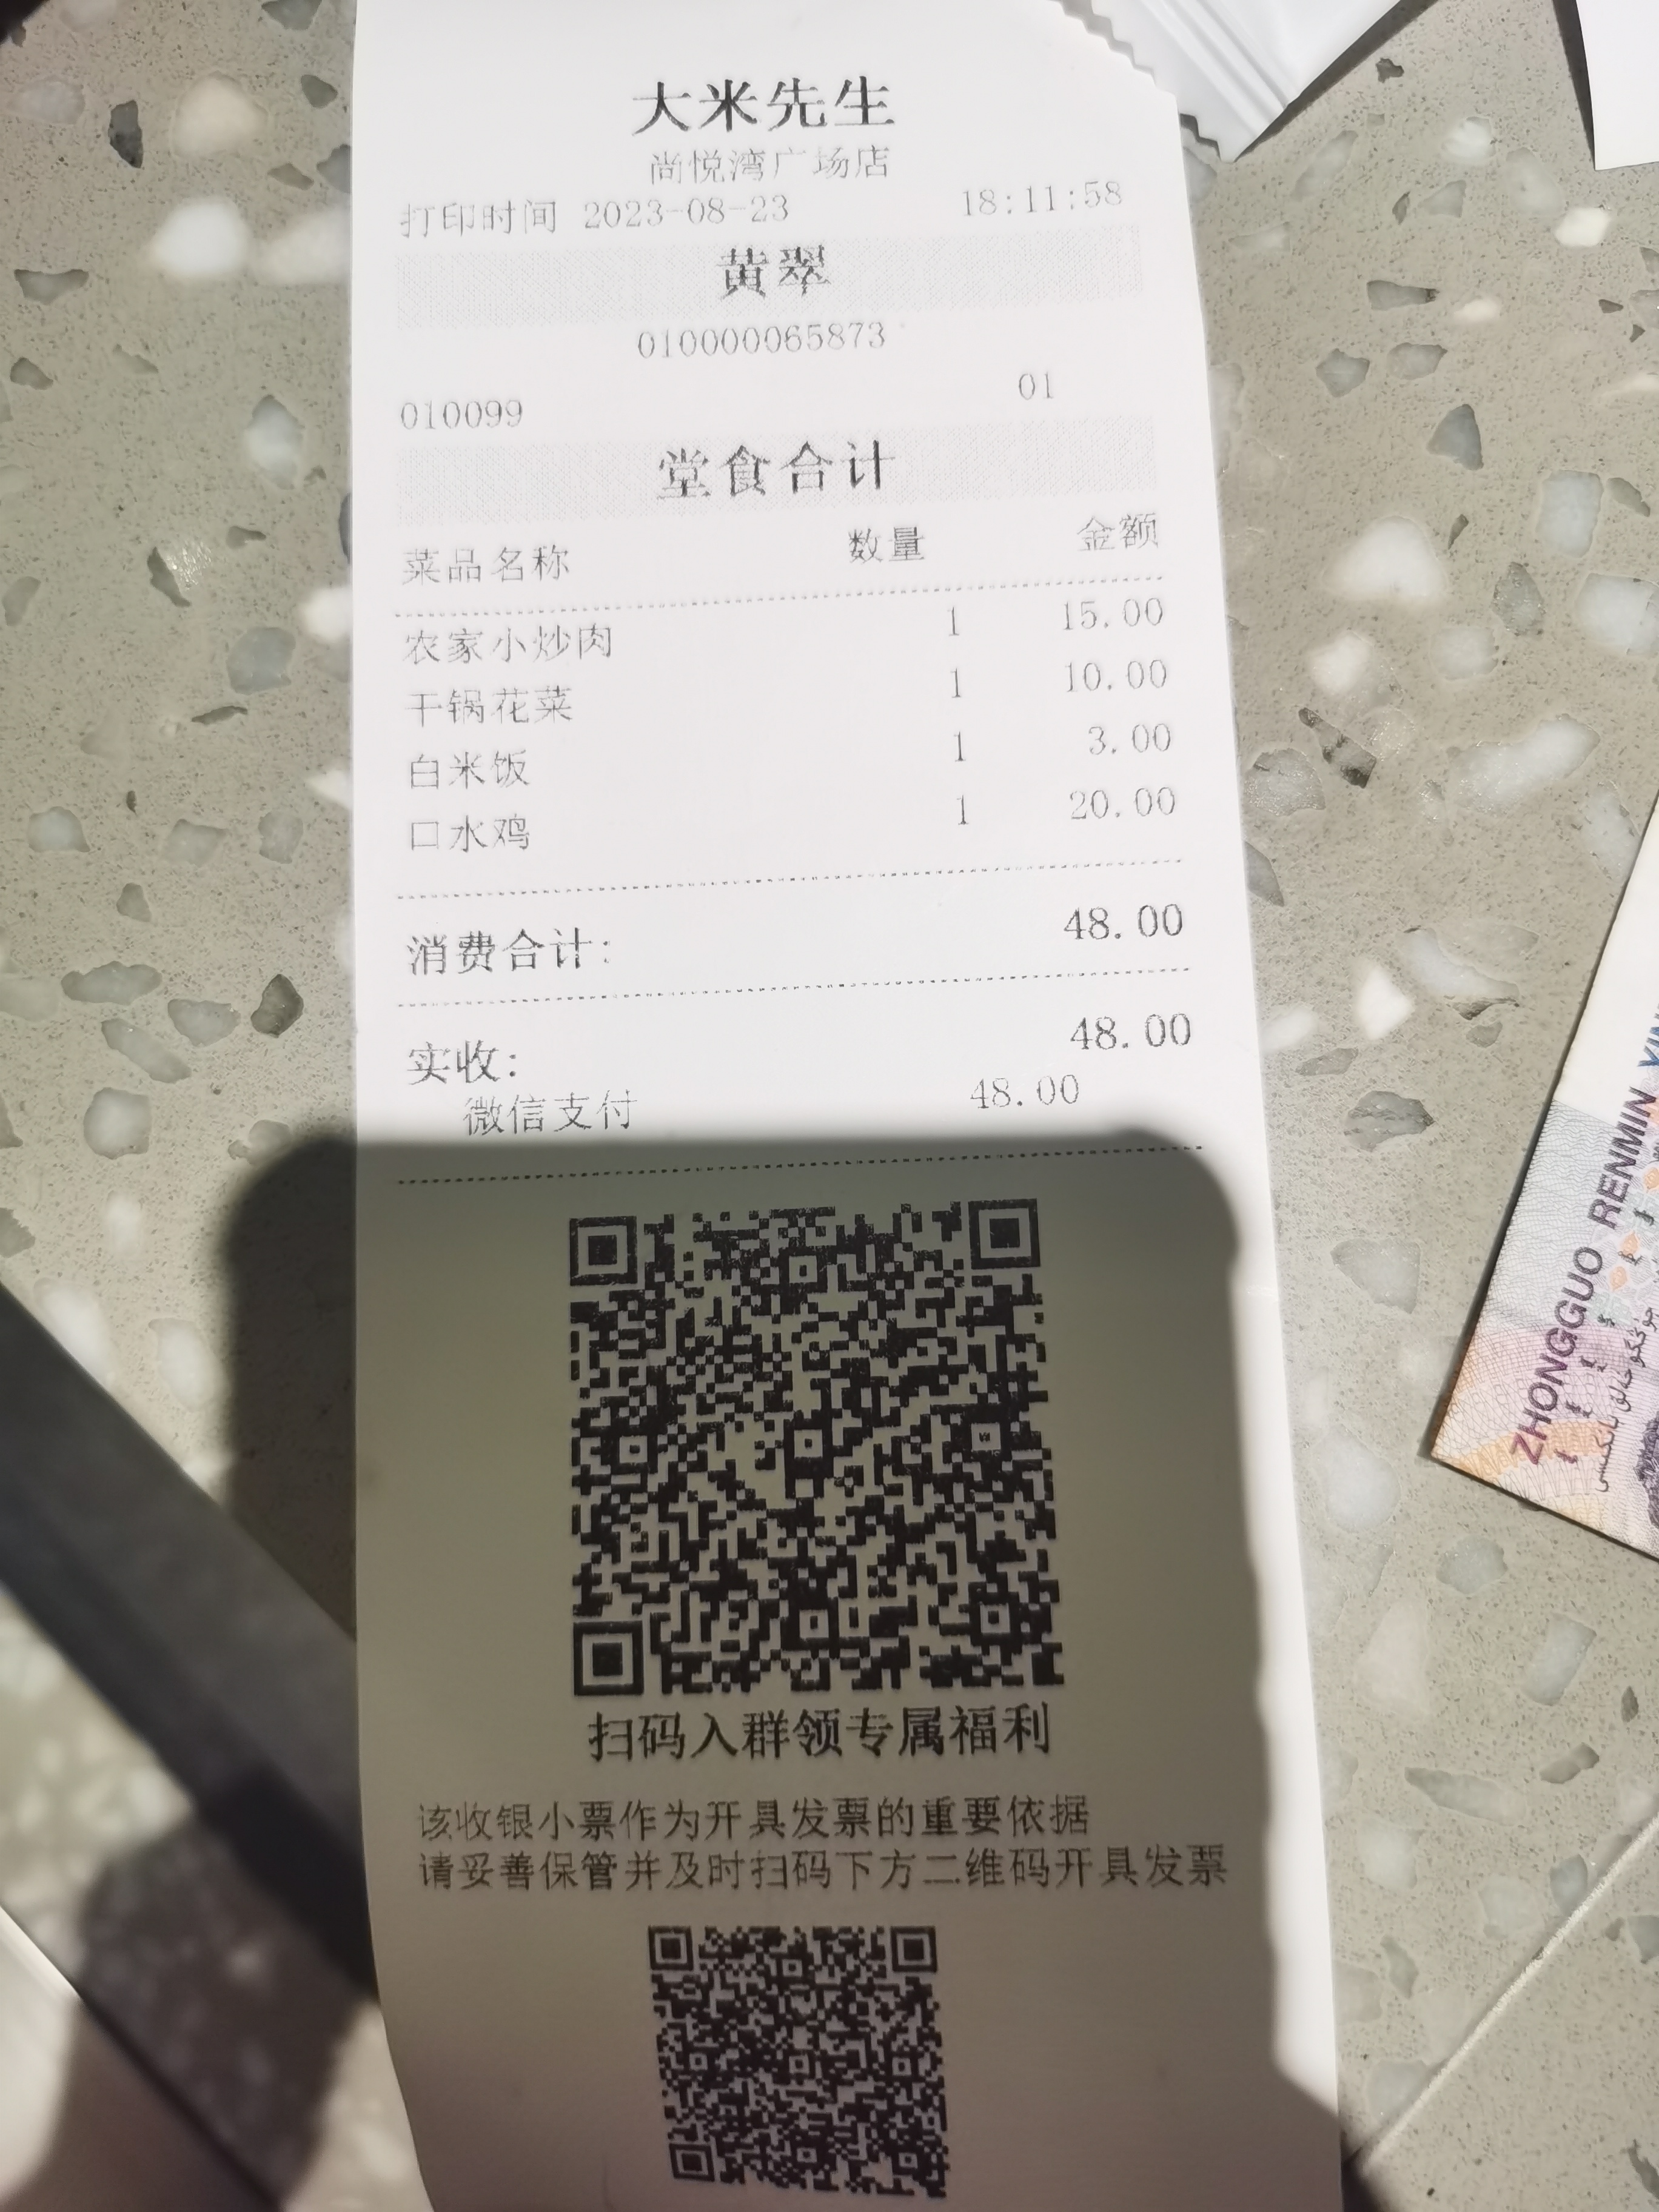 大米先生
尚悦湾广场店
打印时间 2023-08-23 18:11:58
黄翠
010000065873
010099 01
堂食合计
菜品名称 数量 金额
农家小炒肉 1 15.00
干锅花菜 1 10.00
白米饭 1 3.00
口水鸡 1 20.00
消费合计: 48.00
实收: 48.00
微信支付 48.00
扫码入群领专属福利
该收银小票作为开具发票的重要依据
请妥善保管并及时扫码下方二维码开具发票
ZHONGGUO RENMIN